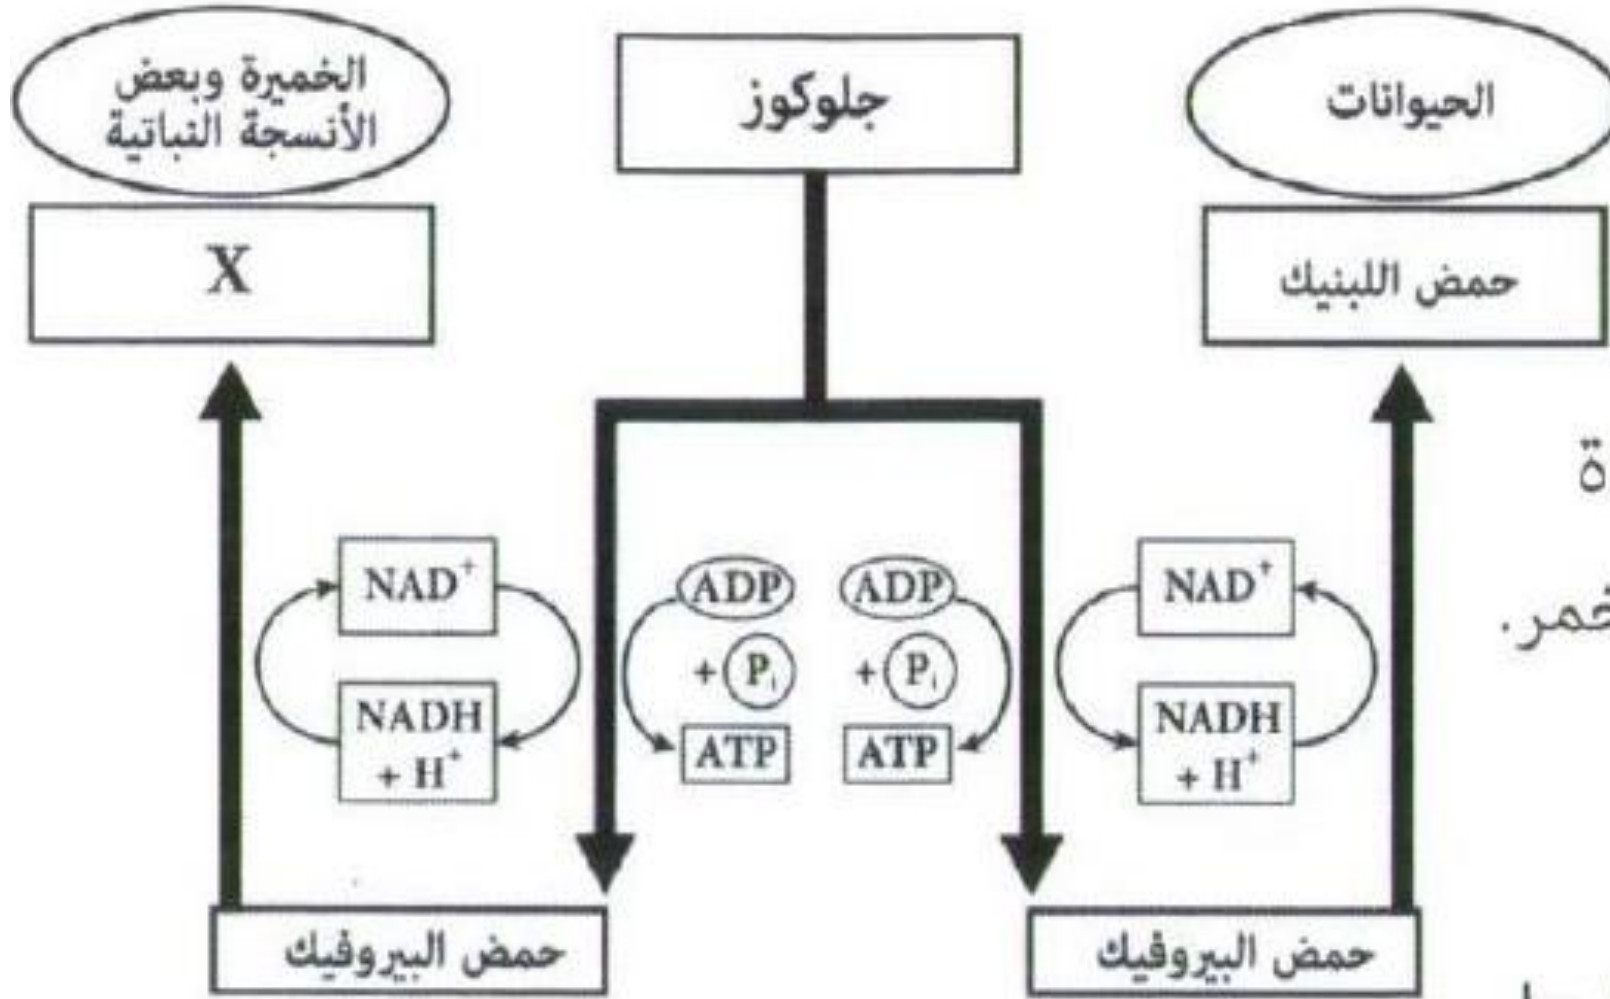 الخميرة وبعض
الأنسجة النباتية
جلوكوز
الحيوانات
X
حمض اللبنيك
NAD⁺
ADP
ADP
NAD⁺
+ Pᵢ
+ Pᵢ
NADH
+ H⁺
ATP
ATP
NADH
+ H⁺
حمض البيروفيك
حمض البيروفيك